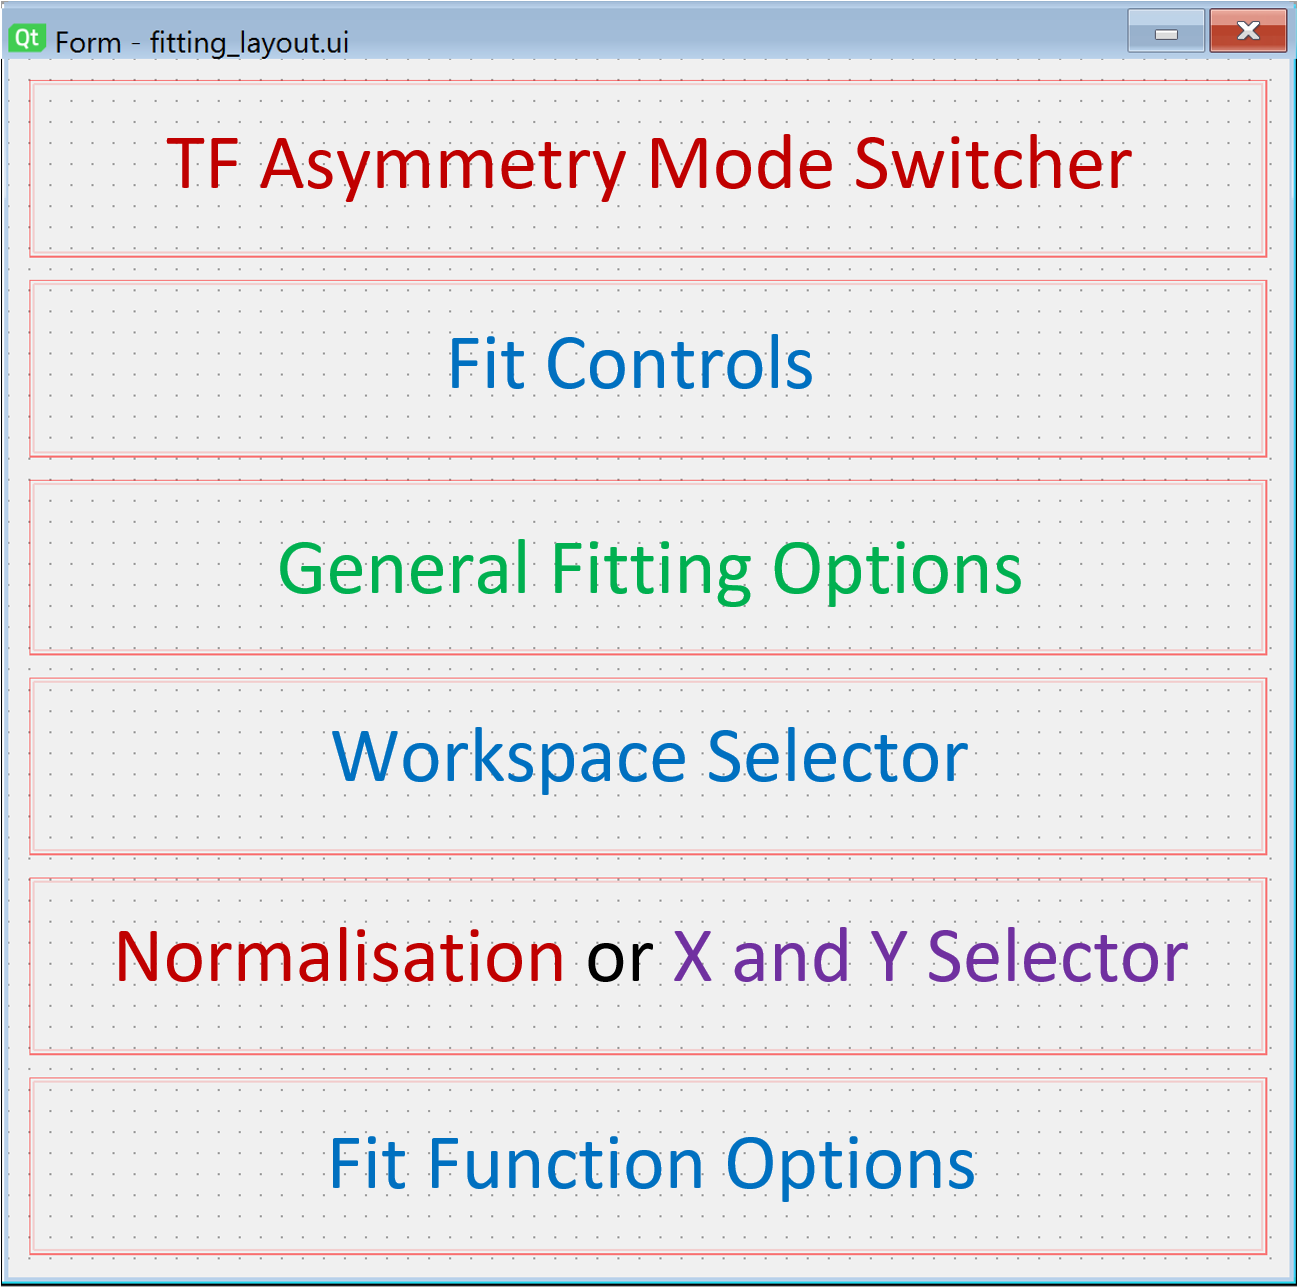 Qt Form - fitting_layout.ui
TF Asymmetry Mode Switcher
Fit Controls
General Fitting Options
Workspace Selector
Normalisation or X and Y Selector
Fit Function Options